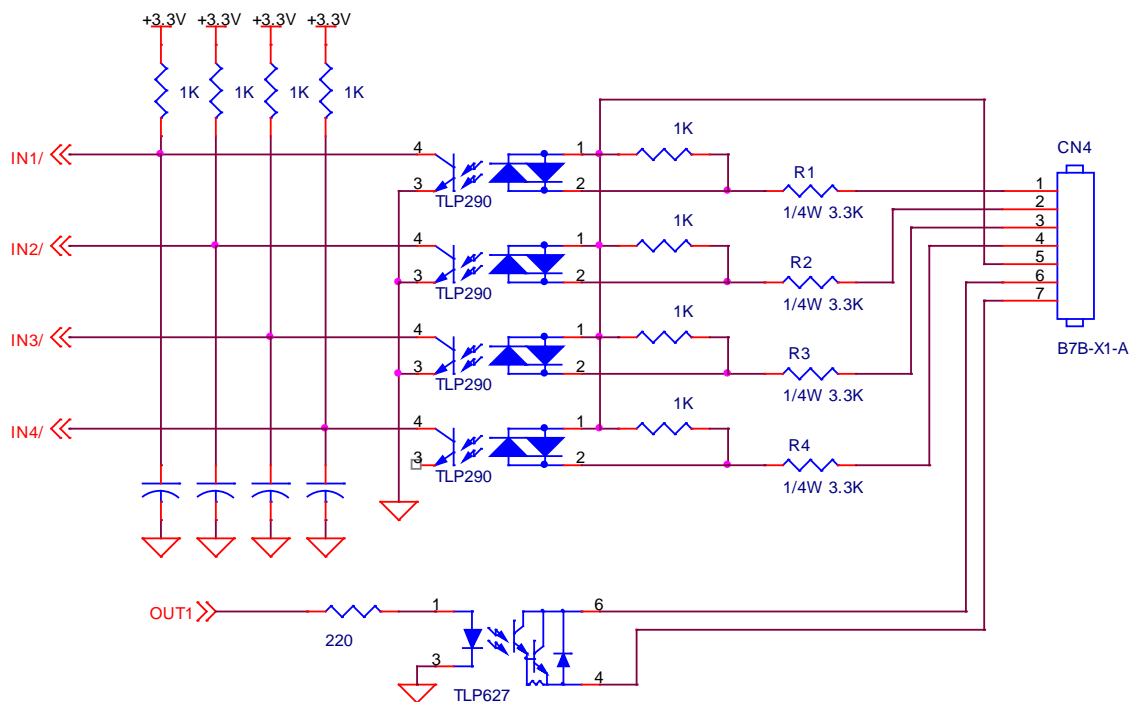 +3.3V +3.3V +3.3V +3.3V
1K 1K 1K 1K
1K
CN4
IN1/
4
1
R1
3
2
1
TLP290
1/4W 3.3K
2
1K
3
IN2/
4
1
4
R2
5
3
2
6
TLP290
1/4W 3.3K
7
1K
IN3/
4
1
B7B-X1-A
R3
3
2
TLP290
1/4W 3.3K
1K
IN4/
4
1
R4
3
2
TLP290
1/4W 3.3K
OUT1
1
6
220
3
4
TLP627